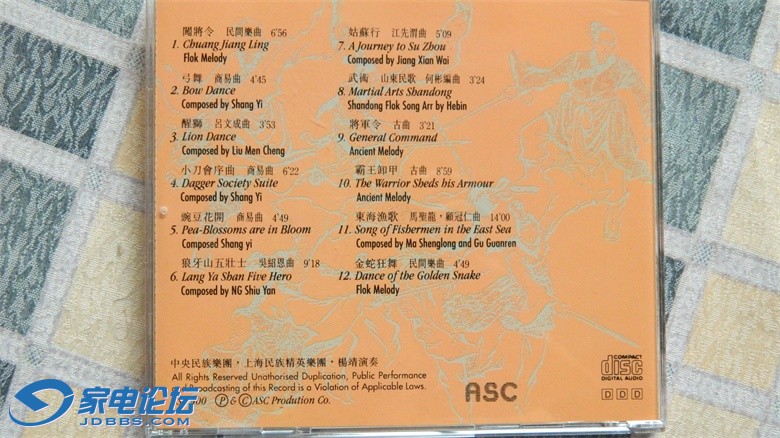 闖將令 民間樂曲 6'56
1. Chuang Jiang Ling
Flok Melody
弓舞 商易曲 4'45
2. Bow Dance
Composed by Shang Yi
醒獅 呂文成曲 3'53
3. Lion Dance
Composed by Liu Men Cheng
小刀會序曲 商易曲 6'22
4. Dagger Society Suite
Composed by Shang Yi
豌豆花開 商易曲 4'49
5. Pea-Blossoms are in Bloom
Composed Shang yi
狼牙山五壯士 吳紹恩曲 9'18
6. Lang Ya Shan Five Hero
Composed by NG Shiu Yan
姑蘇行 江先渭曲 5'09
7. A Journey to Su Zhou
Composed by Jiang Xian Wai
武術 山東民歌 何彬編曲 3'24
8. Martial Arts Shandong
Shandong Flok Song Arr by Hebin
將軍令 古曲 3'21
9. General Command
Ancient Melody
霸王卸甲 古曲 8'59
10. The Warrior Sheds his Armour
Ancient Melody
東海漁歌 馬聖龍,顧冠仁曲 14'00
11. Song of Fishermen in the East Sea
Composed by Ma Shenglong and Gu Guanren
金蛇狂舞 民間樂曲 4'49
12. Dance of the Golden Snake
Flok Melody
中央民族樂團,上海民族精英樂團,楊靖演奏
All Rights Reserved Unathorised Duplication, Public Performance
Broadcasting of this Record is a Violation of Applicable Laws.
Ⓟ & Ⓒ ASC Prodution Co.
ASC
COMPACT
disc
DIGITAL AUDIO
D D D
家电论坛
JDBBS.COM